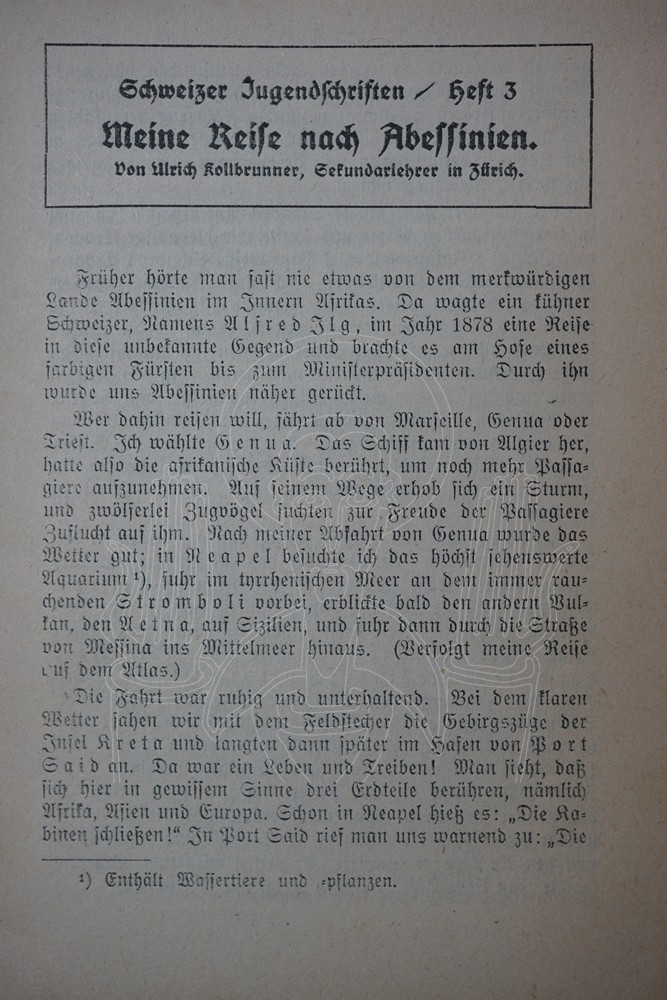 Schweizer Jugendschriften / Heft 3
Meine Reise nach Abessinien.
Von Ulrich Kollbrunner, Sekundarlehrer in Zürich.
Früher hörte man fast nie etwas von dem merkwürdigen
Lande Abessinien im Innern Afrikas. Da wagte ein kühner
Schweizer, Namens Alfred Ilg, im Jahr 1878 eine Reise
in diese unbekannte Gegend und brachte es am Hofe eines
farbigen Fürsten bis zum Ministerpräsidenten. Durch ihn
wurde uns Abessinien näher gerückt.
Wer dahin reisen will, fährt ab von Marseille, Genua oder
Triest. Ich wählte Genua. Das Schiff kam von Algier her,
hatte also die afrikanische Küste berührt, um noch mehr Passa-
giere aufzunehmen. Auf seinem Wege erhob sich ein Sturm,
und zwölferlei Zugvögel suchten zur Freude der Passagiere
Zuflucht auf ihm. Nach meiner Abfahrt von Genua wurde das
Wetter gut; in Neapel besuchte ich das höchst sehenswerte
Aquarium ¹), fuhr im tyrrhenischen Meer an dem immer rau-
chenden Stromboli vorbei, erblickte bald den andern Vul-
kan, den Aetna, auf Sizilien, und fuhr dann durch die Straße
von Messina ins Mittelmeer hinaus. (Verfolgt meine Reise
auf dem Atlas.)
Die Fahrt war ruhig und unterhaltend. Bei dem klaren
Wetter sahen wir mit dem Feldstecher die Gebirgszüge der
Insel Kreta und langten dann später im Hafen von Port
Said an. Da war ein Leben und Treiben! Man sieht, daß
sich hier in gewissem Sinne drei Erdteile berühren, nämlich
Afrika, Asien und Europa. Schon in Neapel hieß es: „Die Ka-
binen schließen!“ In Port Said rief man uns warnend zu: „Die
¹) Enthält Wassertiere und -pflanzen.